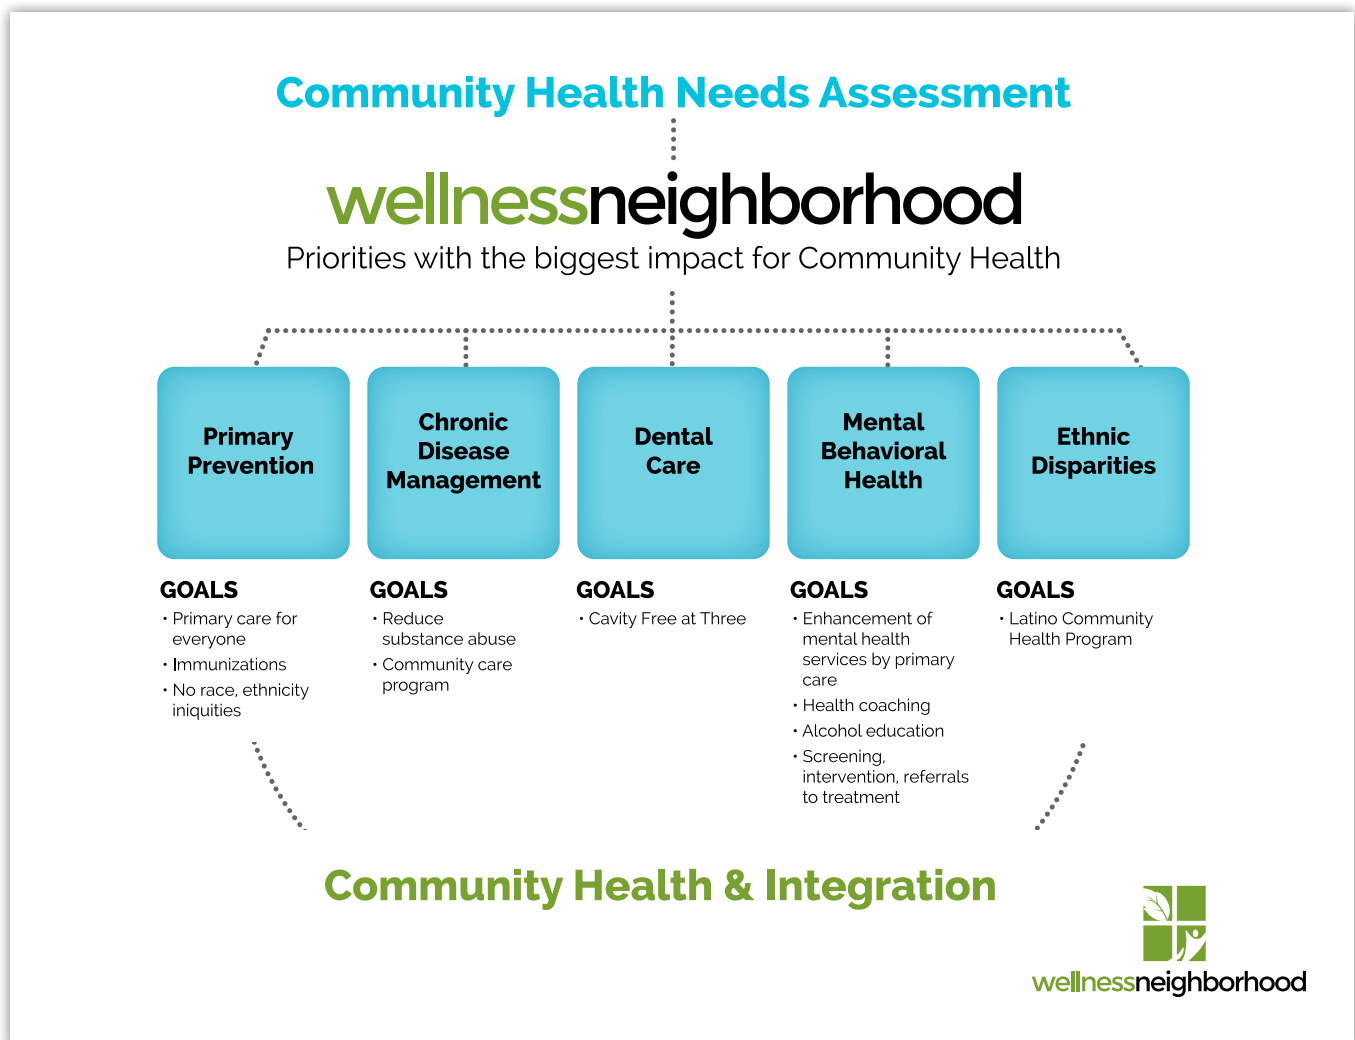 Community Health Needs Assessment
wellnessneighborhood
Priorities with the biggest impact for Community Health
Primary
Prevention
Chronic
Disease
Management
Dental
Care
Mental
Behavioral
Health
Ethnic
Disparities
GOALS
• Primary care for
everyone
• Immunizations
• No race, ethnicity
iniquities
GOALS
• Reduce
substance abuse
• Community care
program
GOALS
• Cavity Free at Three
GOALS
• Enhancement of
mental health
services by primary
care
• Health coaching
• Alcohol education
• Screening,
intervention, referrals
to treatment
GOALS
• Latino Community
Health Program
Community Health & Integration
wellnessneighborhood